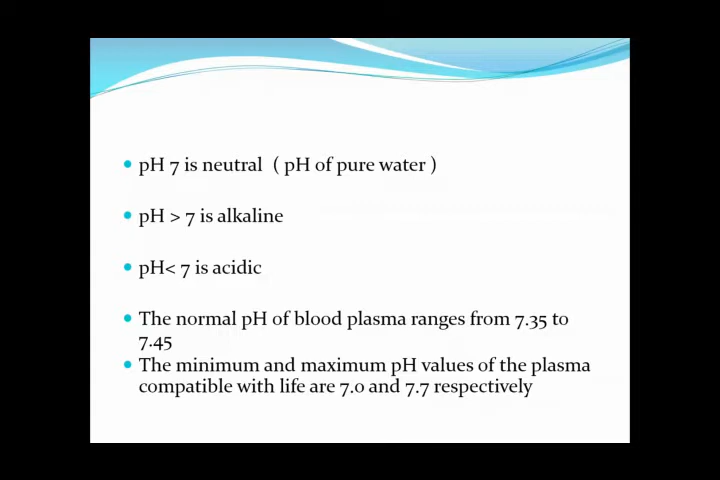 pH 7 is neutral ( pH of pure water )
pH > 7 is alkaline
pH< 7 is acidic
The normal pH of blood plasma ranges from 7.35 to
7.45
The minimum and maximum pH values of the plasma
compatible with life are 7.0 and 7.7 respectively